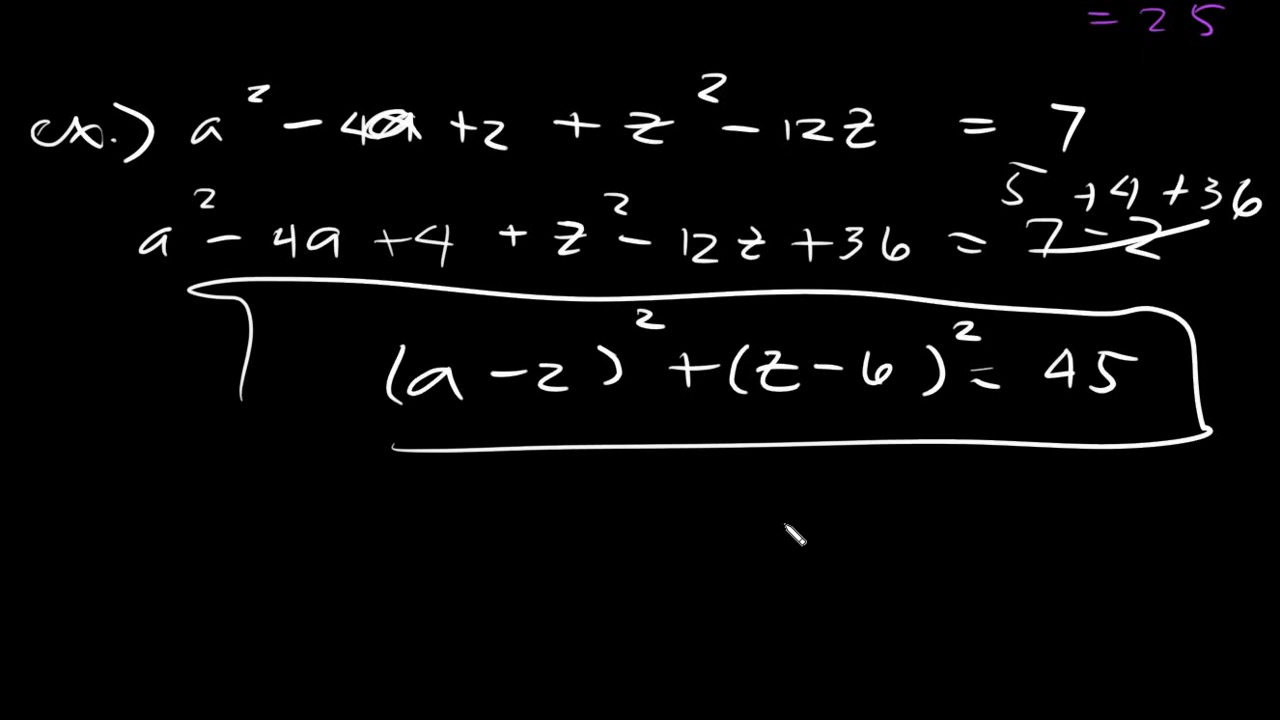 = 25
ex.) a² - 4a + 2 + z² - 12z = 7
5 + 4 + 36
a² - 4a + 4 + z² - 12z + 36 = 7 - 2
(a - 2)² + (z - 6)² = 45